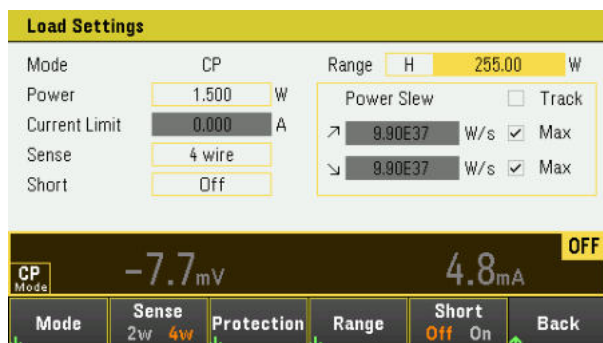 Load Settings
Mode CP Range H 255.00 W
Power 1.500 W Power Slew Track
Current Limit 0.000 A 9.90E37 W/s Max
Sense 4 wire 9.90E37 W/s Max
Short Off
OFF
CP
Mode
-7.7mV 4.8mA
Mode Sense Protection Range Short Back
2w 4w Off On